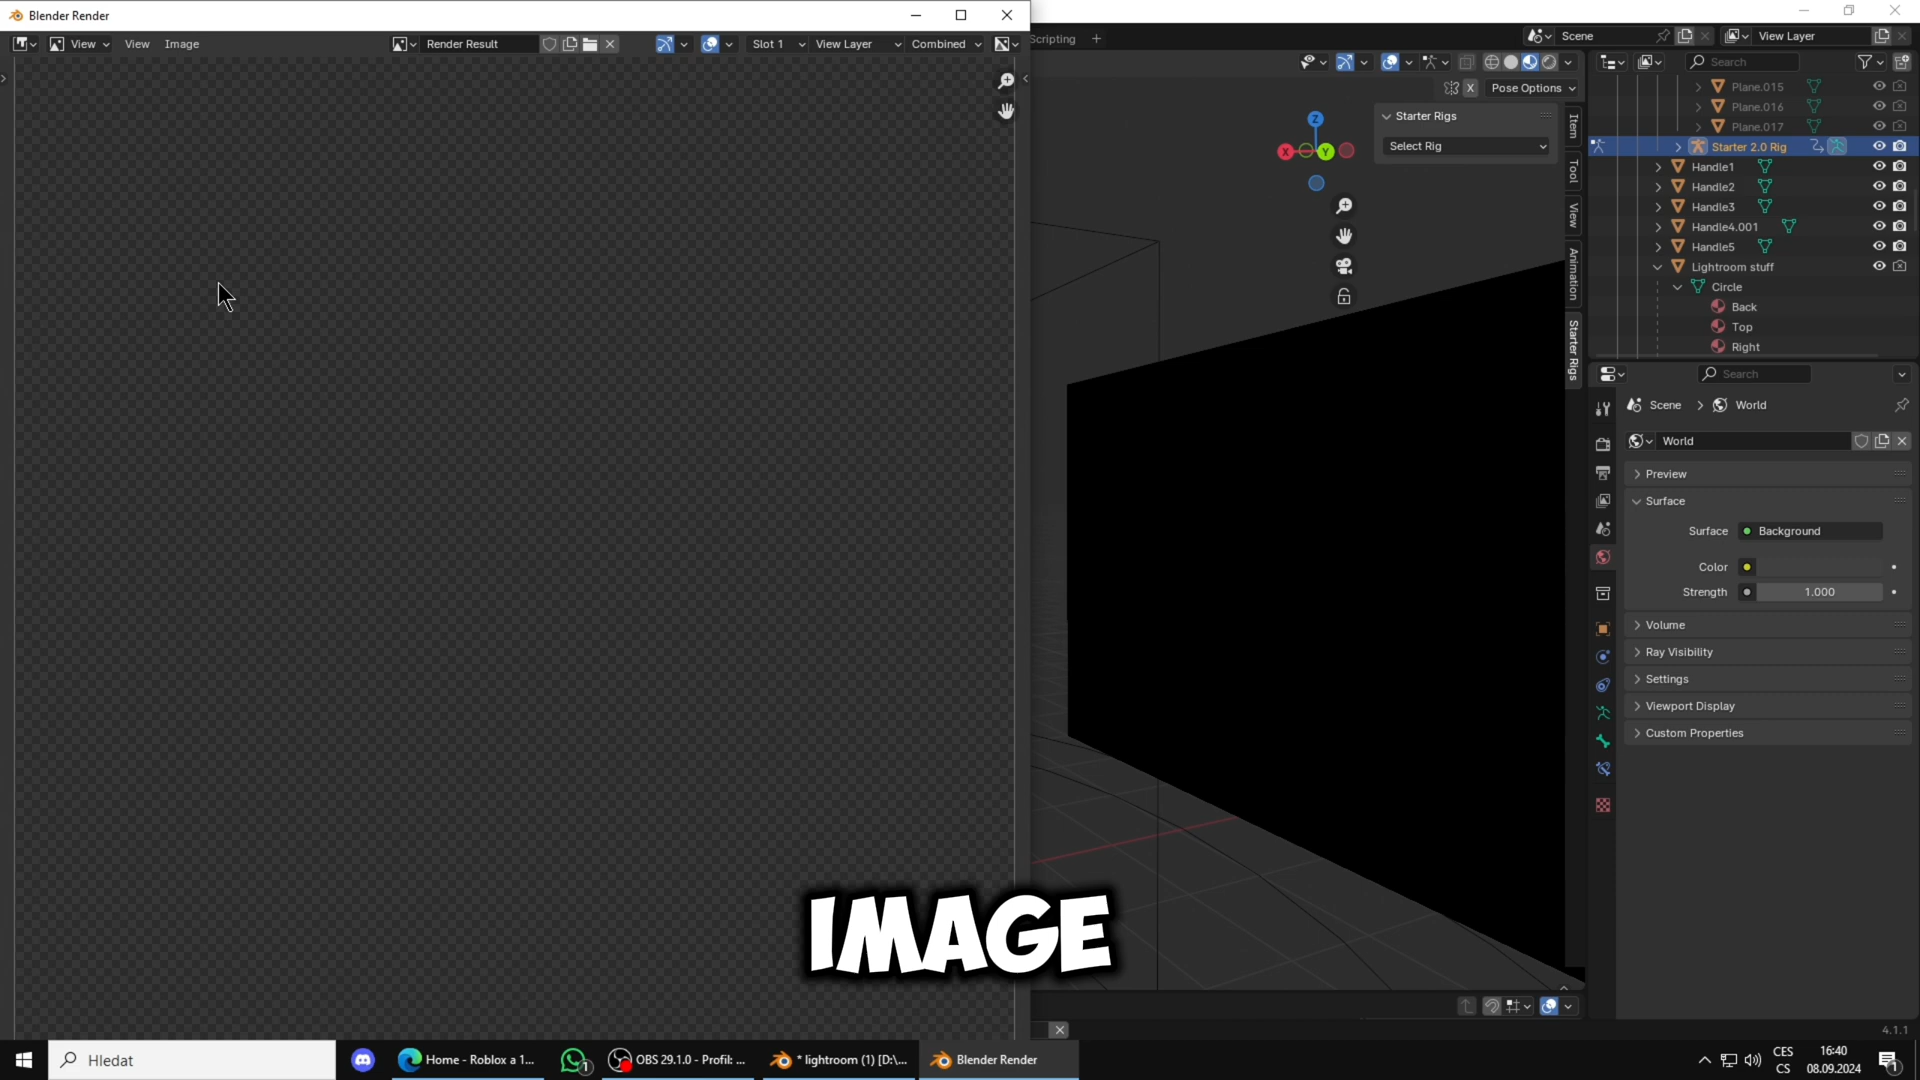 Blender Render
View
View
Image
Render Result
Slot 1
View Layer
Combined
Scripting
Scene
View Layer
Search
X
Pose Options
Plane.015
Plane.016
Plane.017
Starter 2.0 Rig
Handle1
Handle2
Handle3
Handle4.001
Handle5
Lightroom stuff
Circle
Back
Top
Right
Starter Rigs
Select Rig
Z
X
Y
Item
Tool
View
Animation
Starter Rigs
Search
Scene
World
World
Preview
Surface
Surface
Background
Color
Strength
1.000
Volume
Ray Visibility
Settings
Viewport Display
Custom Properties
IMAGE
4.1.1
Hledat
Home - Roblox a 1...
1
OBS 29.1.0 - Profil: ...
* lightroom (1) [D:\...
Blender Render
CES
CS
16:40
08.09.2024
1